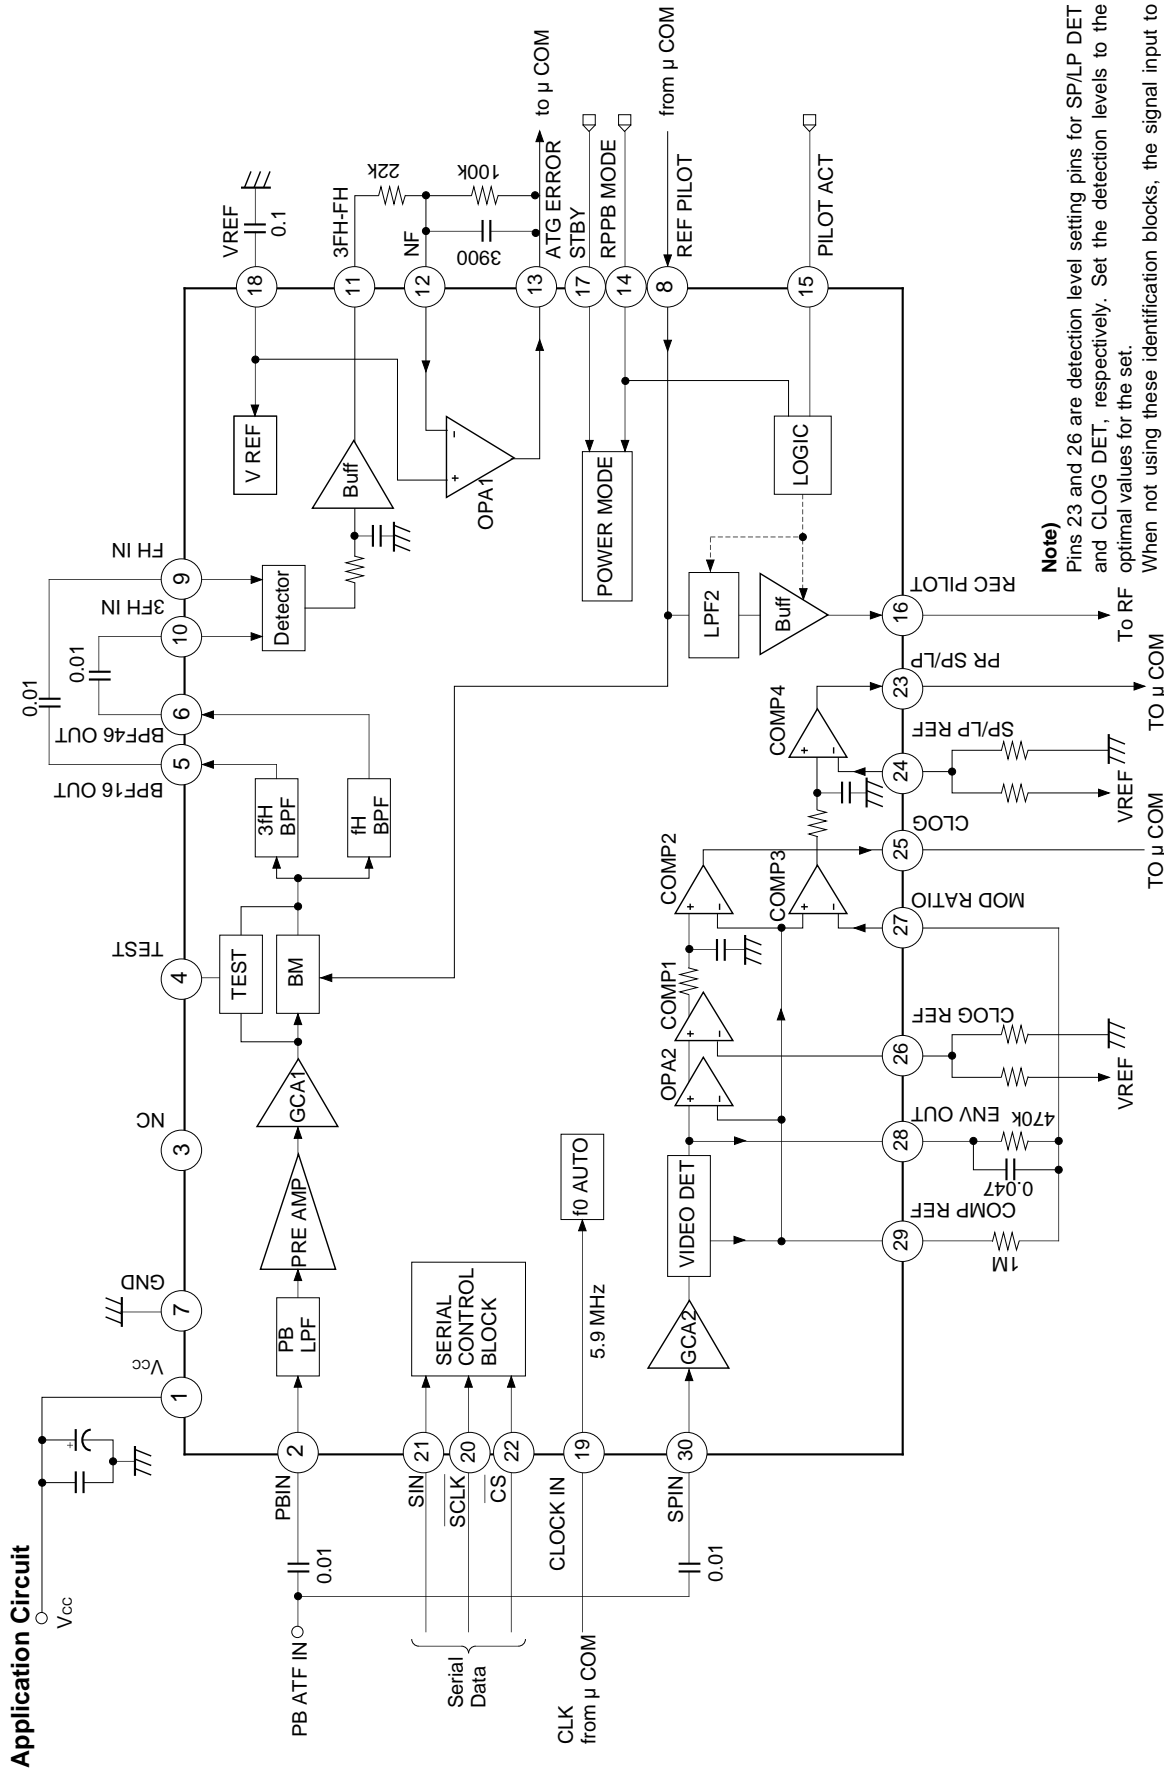 Application Circuit
Vcc
Vcc
1
GND
7
NC
3
TEST
4
BPF16 OUT
5
BPF46 OUT
6
3FH IN
10
FH IN
9
0.01
0.01
+
PB ATF IN
0.01
PBIN
2
PB
LPF
PRE AMP
GCA1
TEST
BM
3fH
BPF
fH
BPF
Detector
Buff
V REF
OPA1
+
-
18
VREF
0.1
11
3FH-FH
22k
12
NF
100k
3900
13
ATG ERROR
to µ COM
17
STBY
14
RPPB MODE
8
REF PILOT
from µ COM
15
PILOT ACT
POWER MODE
LOGIC
LPF2
Buff
Serial
Data
SIN
21
SCLK
20
CS
22
SERIAL
CONTROL
BLOCK
CLK
from µ COM
CLOCK IN
19
5.9 MHz
f0 AUTO
0.01
SPIN
30
GCA2
VIDEO DET
OPA2
+
-
COMP1
+
-
COMP2
+
-
COMP3
+
-
COMP4
+
-
29
COMP REF
1M
28
ENV OUT
0.047
470k
26
CLOG REF
VREF
27
MOD RATIO
25
CLOG
TO µ COM
24
SP/LP REF
VREF
23
PR SP/LP
TO µ COM
16
REC PILOT
To RF
Note)
Pins 23 and 26 are detection level setting pins for SP/LP DET
and CLOG DET, respectively. Set the detection levels to the
optimal values for the set.
When not using these identification blocks, the signal input to